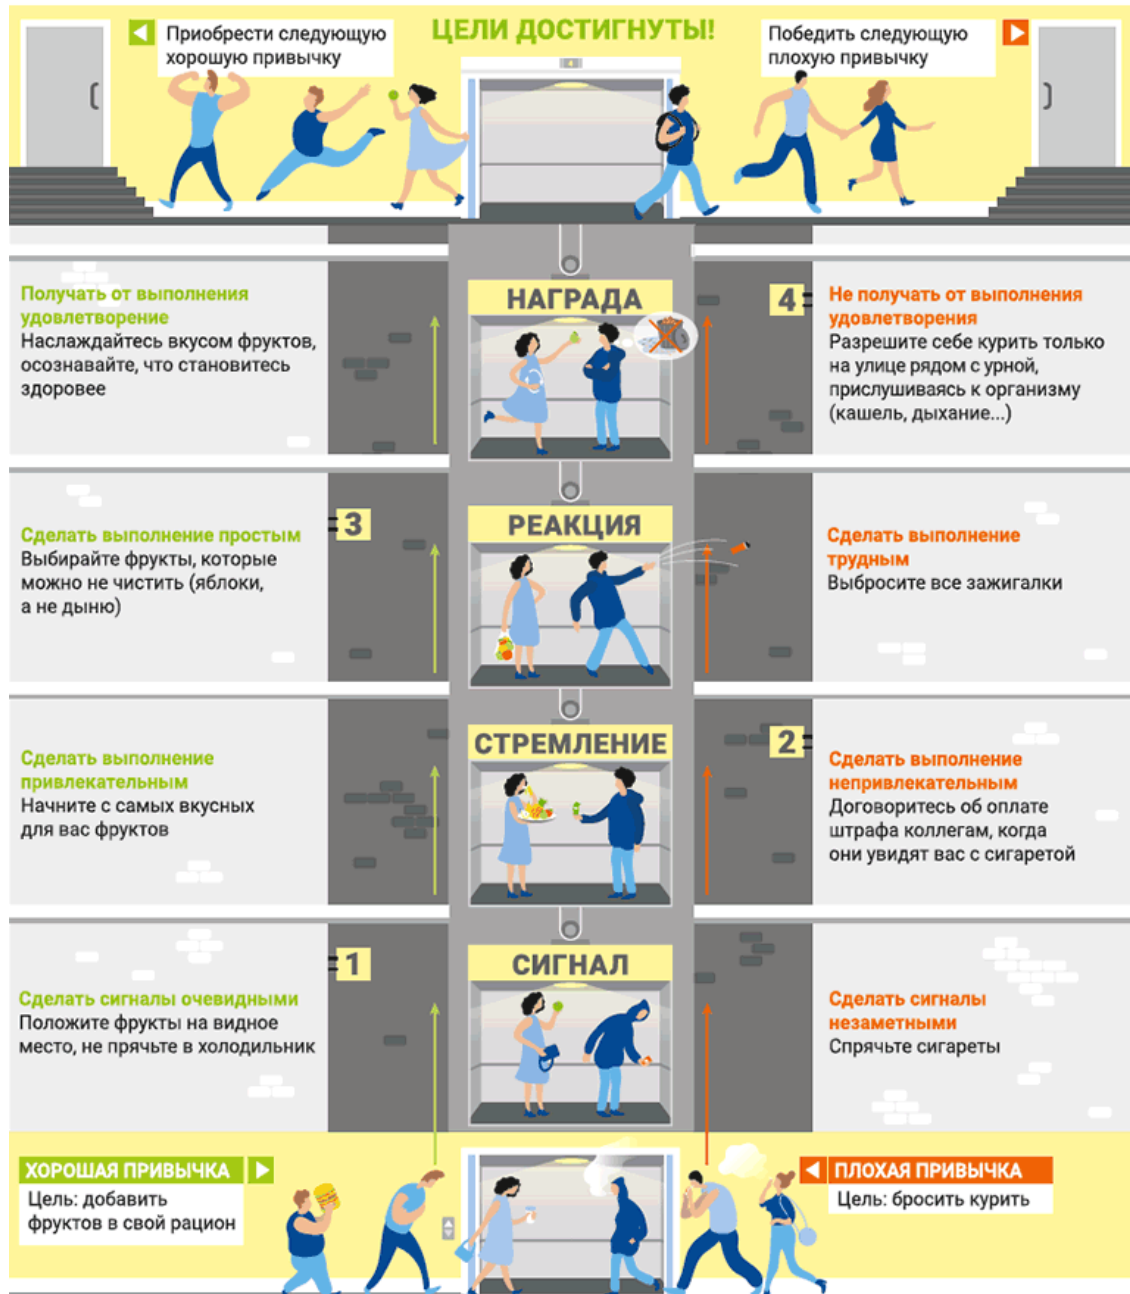 ЦЕЛИ ДОСТИГНУТЫ!
Приобрести следующую
хорошую привычку
Победить следующую
плохую привычку
4
НАГРАДА
Получать от выполнения
удовлетворение
Наслаждайтесь вкусом фруктов,
осознавайте, что становитесь
здоровее
4
Не получать от выполнения
удовлетворения
Разрешите себе курить только
на улице рядом с урной,
прислушиваясь к организму
(кашель, дыхание...)
РЕАКЦИЯ
3
Сделать выполнение простым
Выбирайте фрукты, которые
можно не чистить (яблоки,
а не дыню)
Сделать выполнение
трудным
Выбросите все зажигалки
СТРЕМЛЕНИЕ
Сделать выполнение
привлекательным
Начните с самых вкусных
для вас фруктов
2
Сделать выполнение
непривлекательным
Договоритесь об оплате
штрафа коллегам, когда
они увидят вас с сигаретой
СИГНАЛ
1
Сделать сигналы очевидными
Положите фрукты на видное
место, не прячьте в холодильник
Сделать сигналы
незаметными
Спрячьте сигареты
ХОРОШАЯ ПРИВЫЧКА
Цель: добавить
фруктов в свой рацион
ПЛОХАЯ ПРИВЫЧКА
Цель: бросить курить